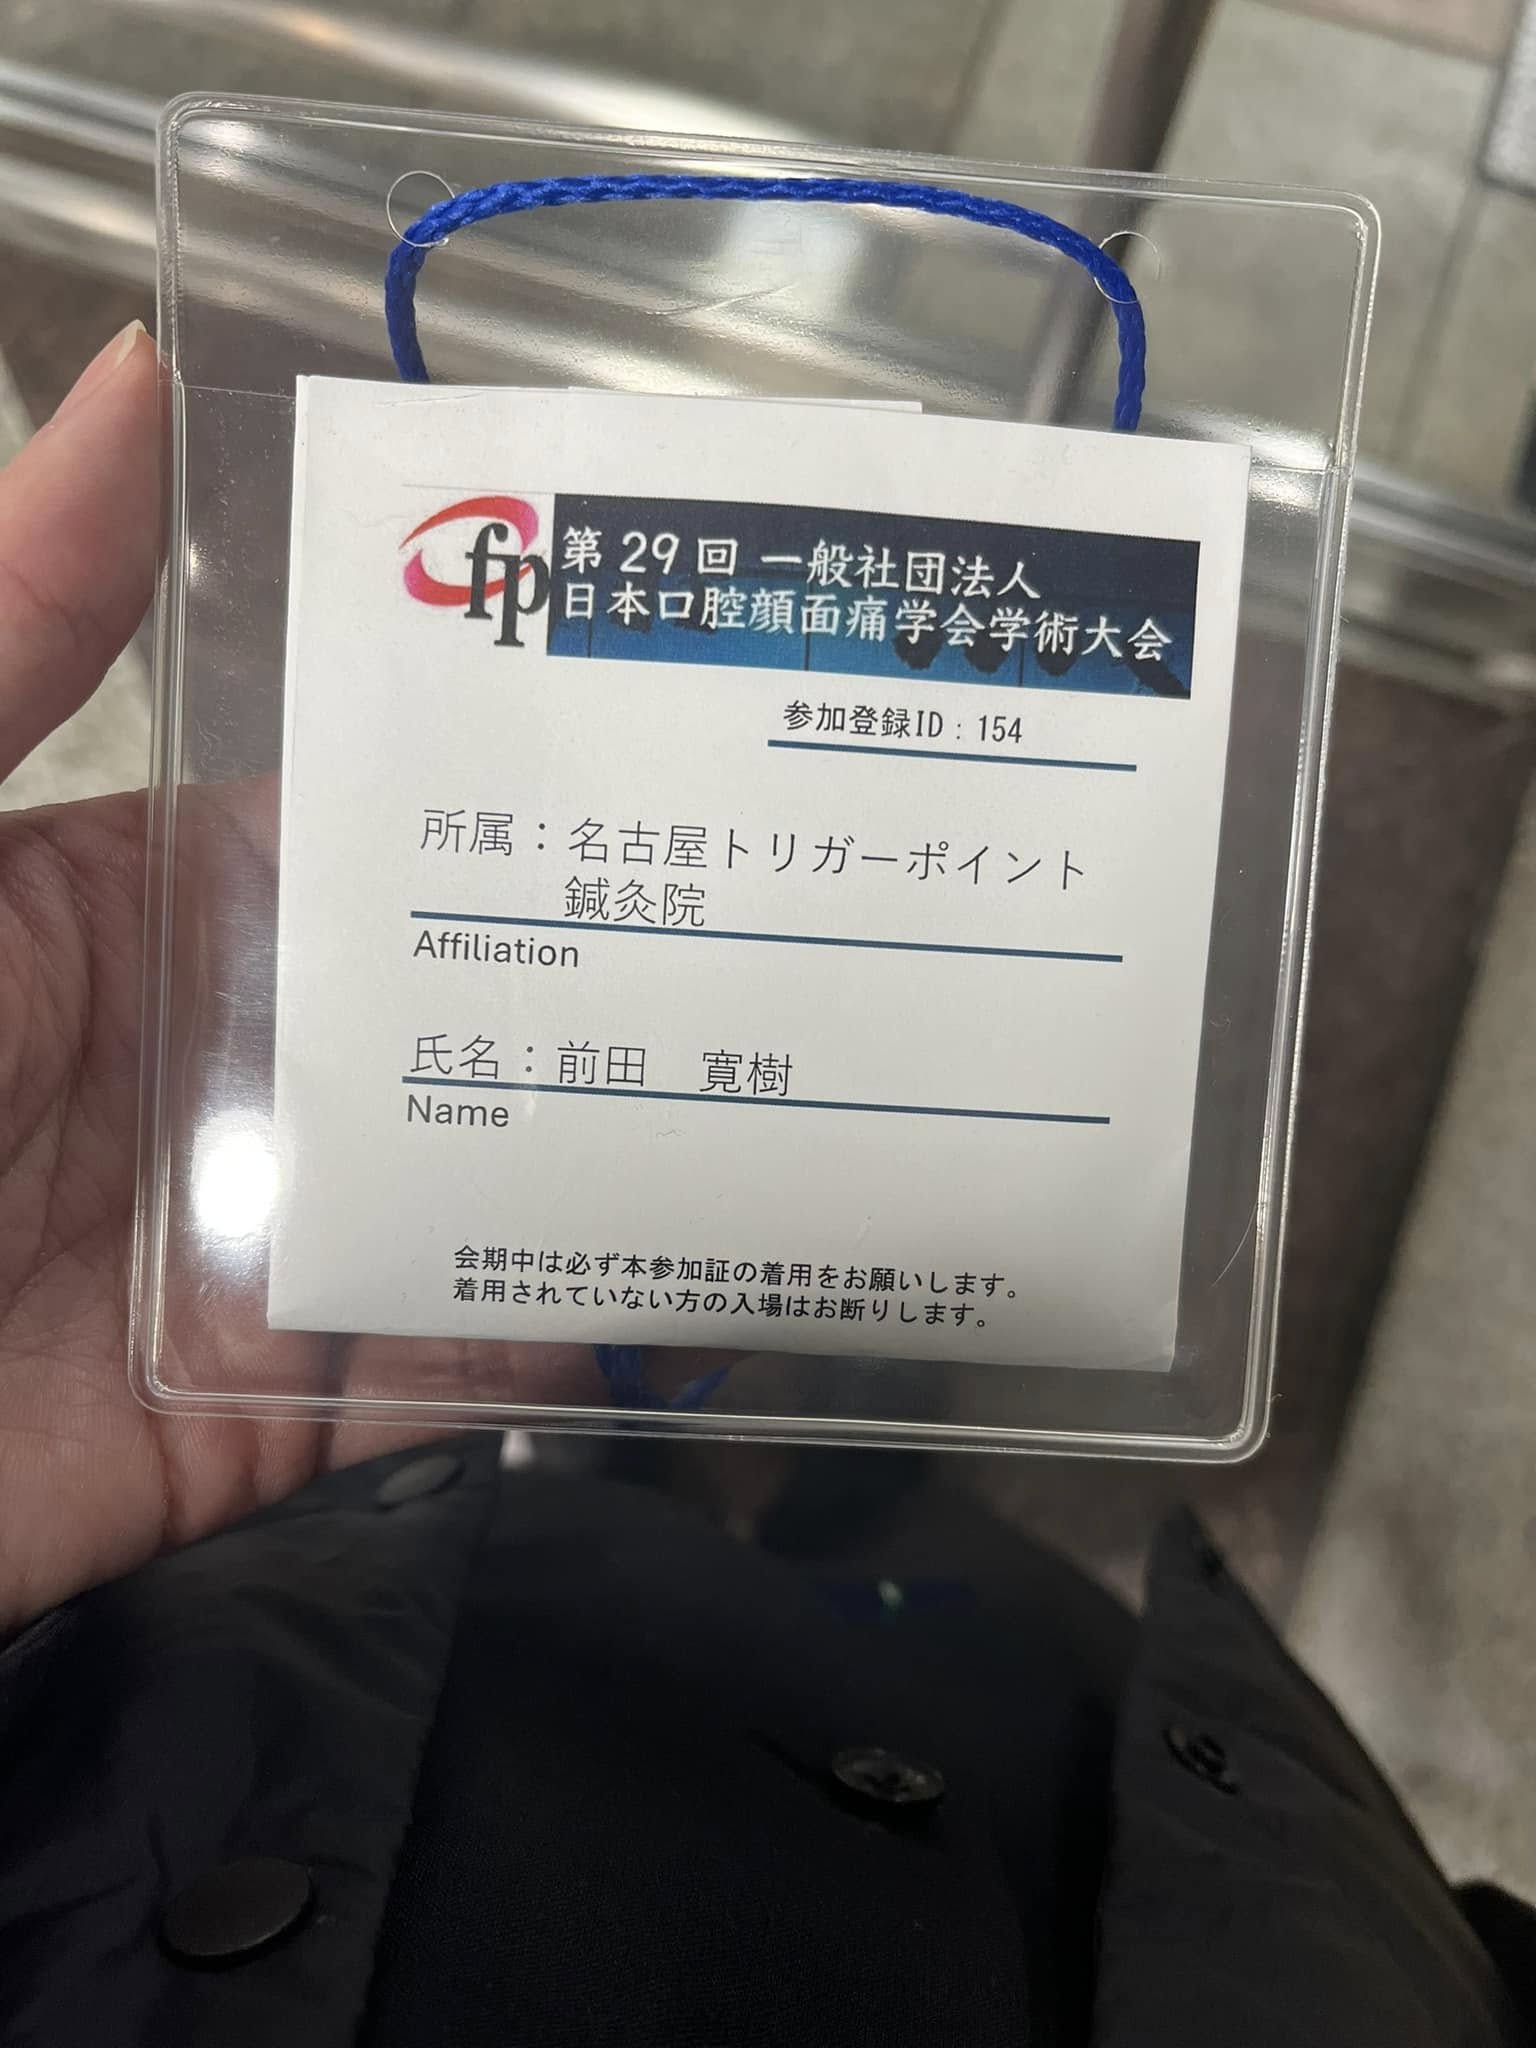 fp
第29回 一般社団法人
日本口腔顔面痛学会学術大会
参加登録ID：154
所属：名古屋トリガーポイント
鍼灸院
Affiliation
氏名：前田　寛樹
Name
会期中は必ず本参加証の着用をお願いします。
着用されていない方の入場はお断りします。